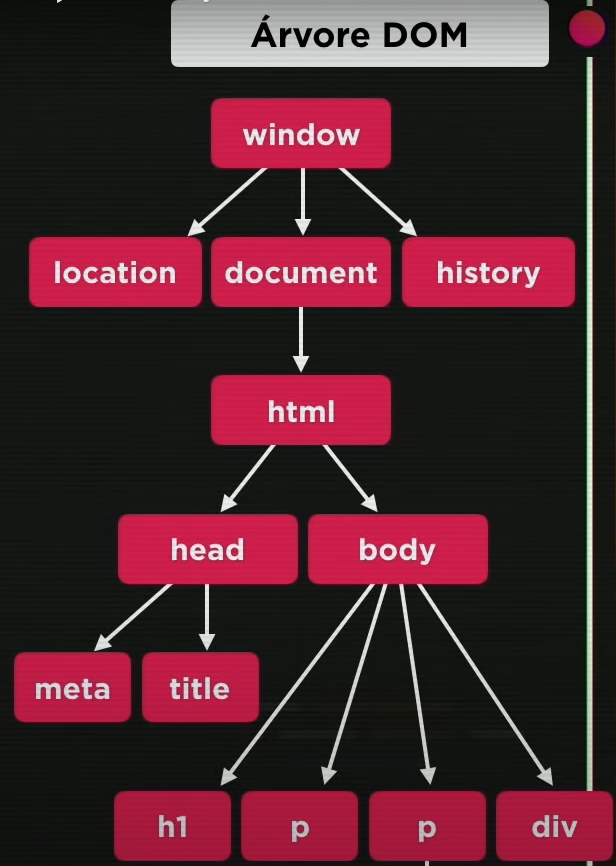 Árvore DOM
window
location document history
html
head body
meta title
h1 p p div